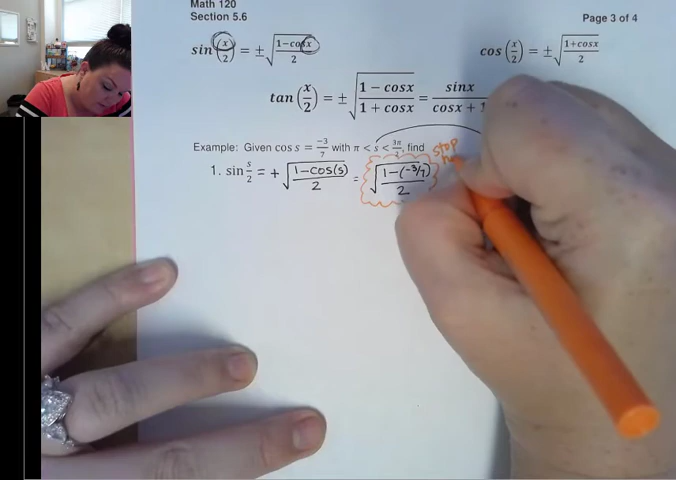 Math 120
Section 5.6
Page 3 of 4
sin (x/2) = ±√((1−cosx)/2)
cos (x/2) = ±√((1+cosx)/2)
tan (x/2) = ±√((1 − cosx)/(1 + cosx)) = sinx/(cosx + 1
Example: Given cos s = −3/7 with π < s < 3π/2, find
1. sin s/2 = +√((1−cos(s))/2) = √((1−(−3/7))/2)
stop